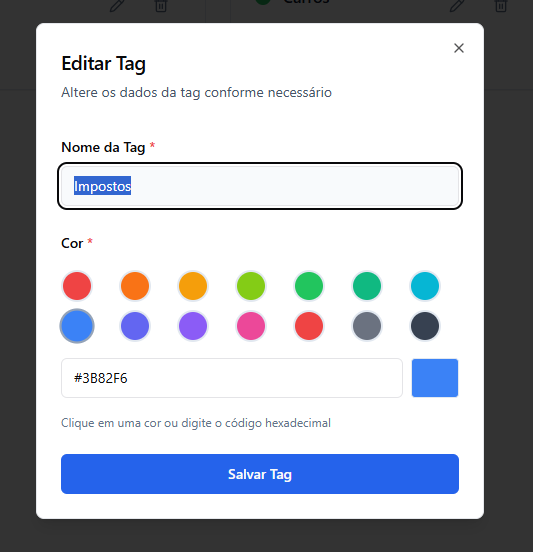 Carros
Editar Tag
Altere os dados da tag conforme necessário
Nome da Tag *
Impostos
Cor *
#3B82F6
Clique em uma cor ou digite o código hexadecimal
Salvar Tag